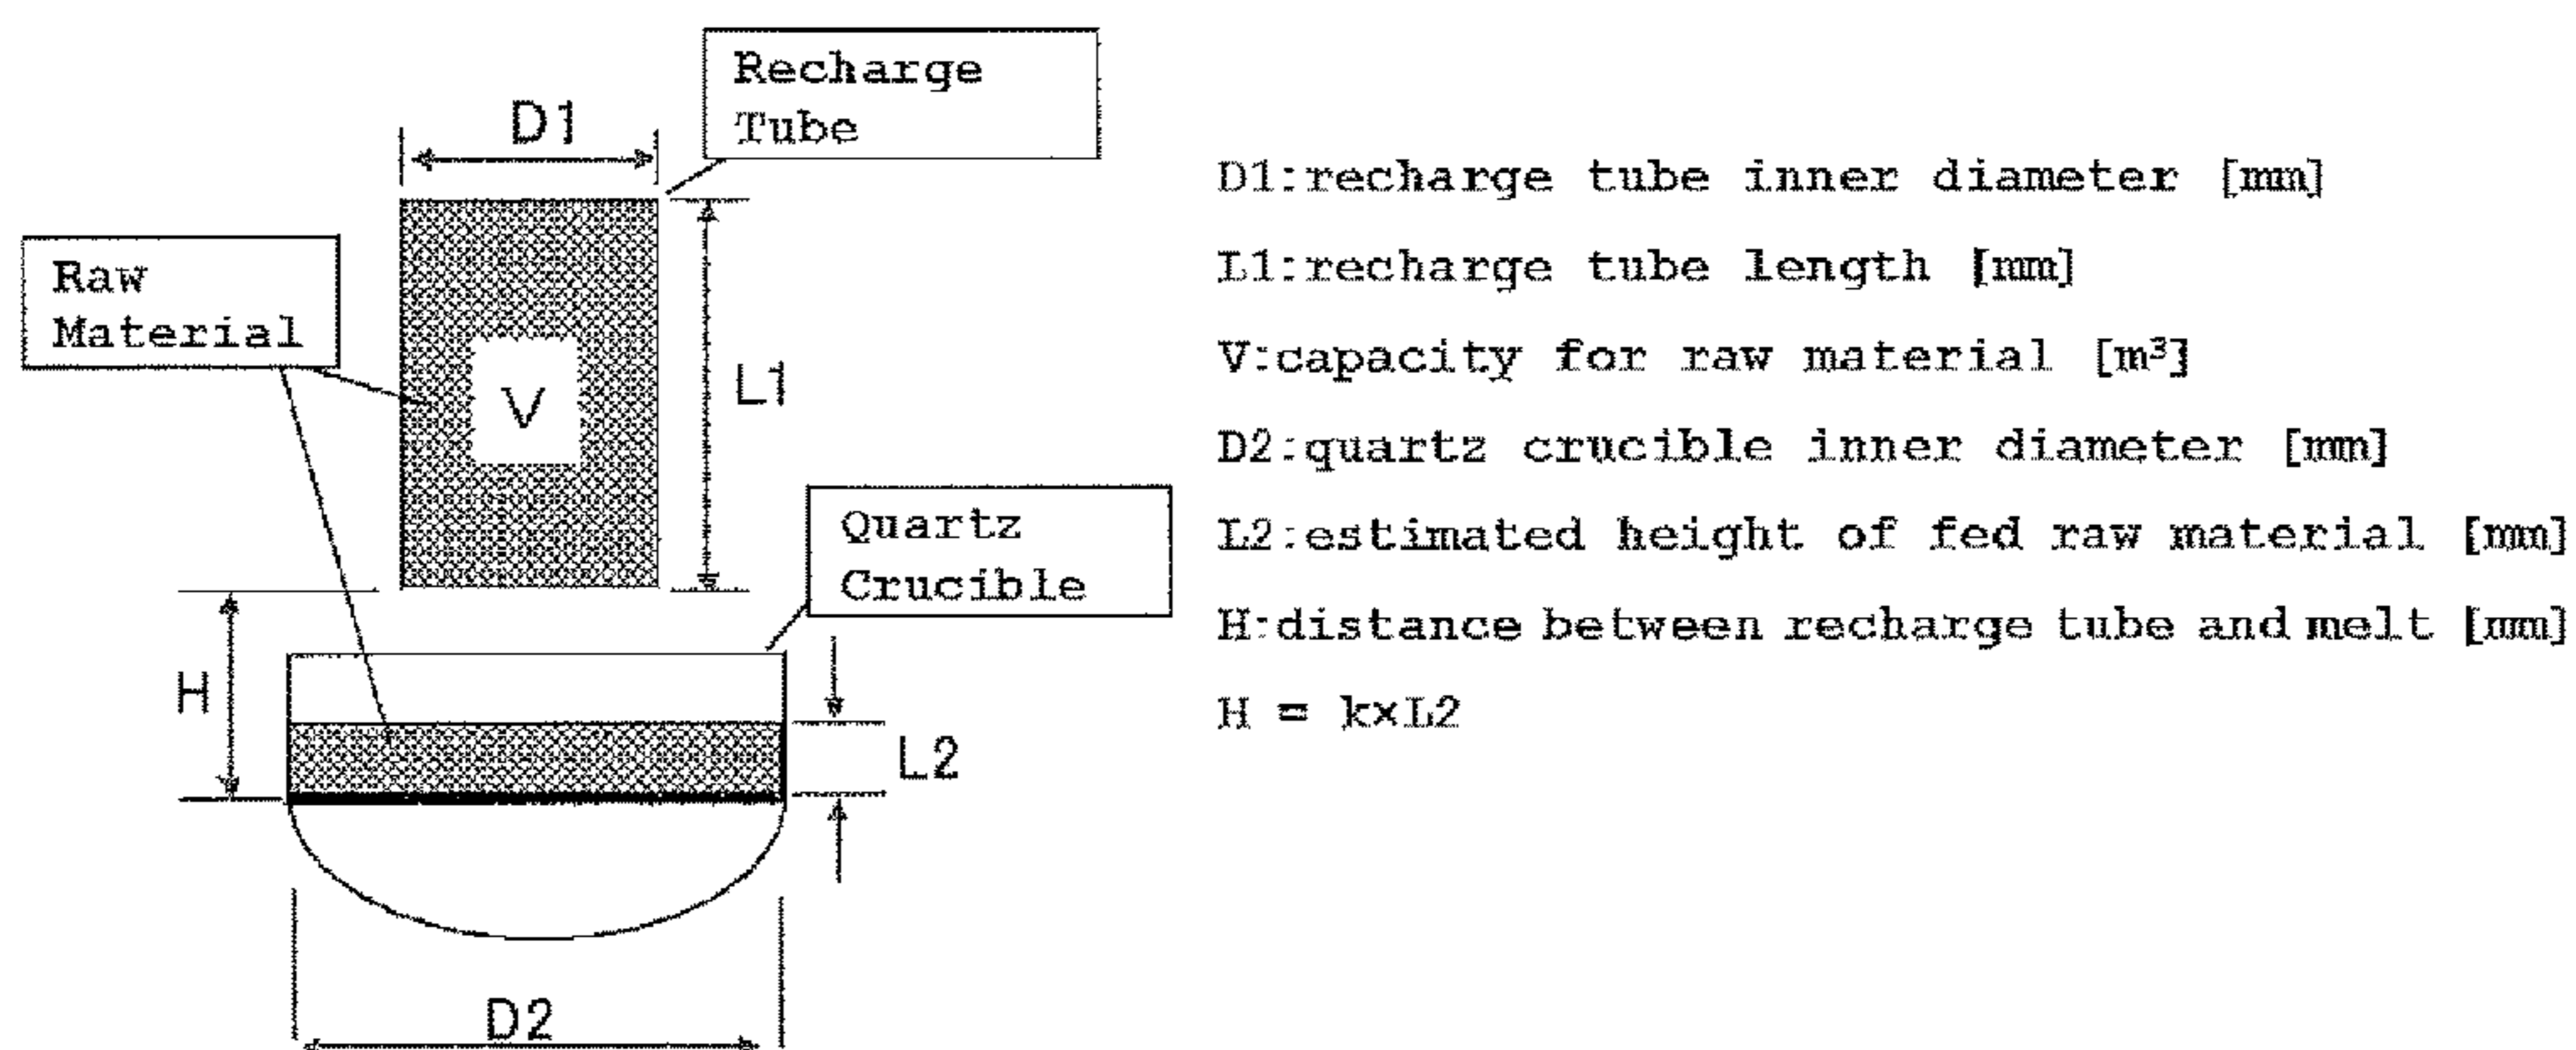 Recharge
Tube
D1
Raw
Material
V
L1
Quartz
Crucible
H
L2
D2
D1:recharge tube inner diameter [mm]
L1:recharge tube length [mm]
V:capacity for raw material [m³]
D2:quartz crucible inner diameter [mm]
L2:estimated height of fed raw material [mm]
H:distance between recharge tube and melt [mm]
H = k×L2